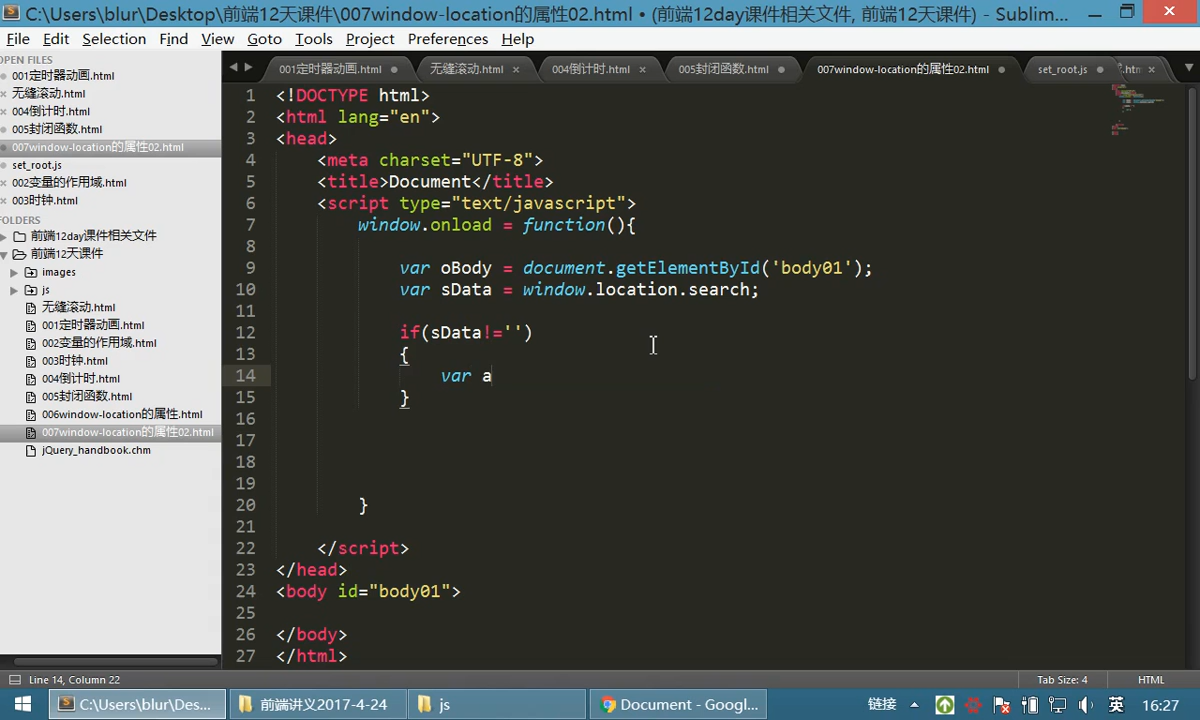 C:\Users\blur\Desktop\前端12天课件\007window-location的属性02.html • (前端12day课件相关文件, 前端12天课件) - Sublim...
File Edit Selection Find View Goto Tools Project Preferences Help
OPEN FILES
001定时器动画.html
无缝滚动.html
004倒计时.html
005封闭函数.html
007window-location的属性02.html
set_root.js
002变量的作用域.html
003时钟.html
FOLDERS
前端12day课件相关文件
前端12天课件
images
js
无缝滚动.html
001定时器动画.html
002变量的作用域.html
003时钟.html
004倒计时.html
005封闭函数.html
006window-location的属性.html
007window-location的属性02.html
jQuery_handbook.chm
001定时器动画.html 无缝滚动.html 004倒计时.html 005封闭函数.html 007window-location的属性02.html set_root.js
1 <!DOCTYPE html>
2 <html lang="en">
3 <head>
4 <meta charset="UTF-8">
5 <title>Document</title>
6 <script type="text/javascript">
7 window.onload = function(){
8
9 var oBody = document.getElementById('body01');
10 var sData = window.location.search;
11
12 if(sData!='')
13 {
14 var a
15 }
16
17
18
19
20 }
21
22 </script>
23 </head>
24 <body id="body01">
25
26 </body>
27 </html>
Line 14, Column 22 Tab Size: 4 HTML
C:\Users\blur\Des... 前端讲义2017-4-24 js Document - Googl... 链接 英 16:27